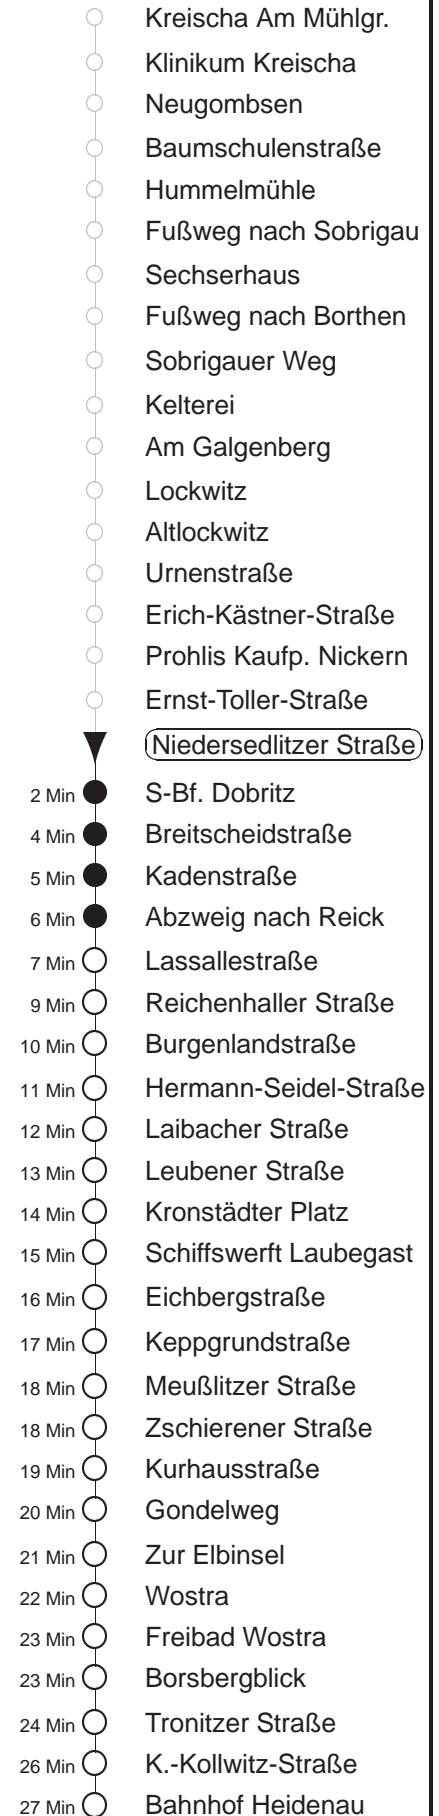 Kreischa Am Mühlgr.
Klinikum Kreischa
Neugombsen
Baumschulenstraße
Hummelmühle
Fußweg nach Sobrigau
Sechserhaus
Fußweg nach Borthen
Sobrigauer Weg
Kelterei
Am Galgenberg
Lockwitz
Altlockwitz
Urnenstraße
Erich-Kästner-Straße
Prohlis Kaufp. Nickern
Ernst-Toller-Straße
Niedersedlitzer Straße
2 Min S-Bf. Dobritz
4 Min Breitscheidstraße
5 Min Kadenstraße
6 Min Abzweig nach Reick
7 Min Lassallestraße
9 Min Reichenhaller Straße
10 Min Burgenlandstraße
11 Min Hermann-Seidel-Straße
12 Min Laibacher Straße
13 Min Leubener Straße
14 Min Kronstädter Platz
15 Min Schiffswerft Laubegast
16 Min Eichbergstraße
17 Min Keppgrundstraße
18 Min Meußlitzer Straße
18 Min Zschierener Straße
19 Min Kurhausstraße
20 Min Gondelweg
21 Min Zur Elbinsel
22 Min Wostra
23 Min Freibad Wostra
23 Min Borsbergblick
24 Min Tronitzer Straße
26 Min K.-Kollwitz-Straße
27 Min Bahnhof Heidenau